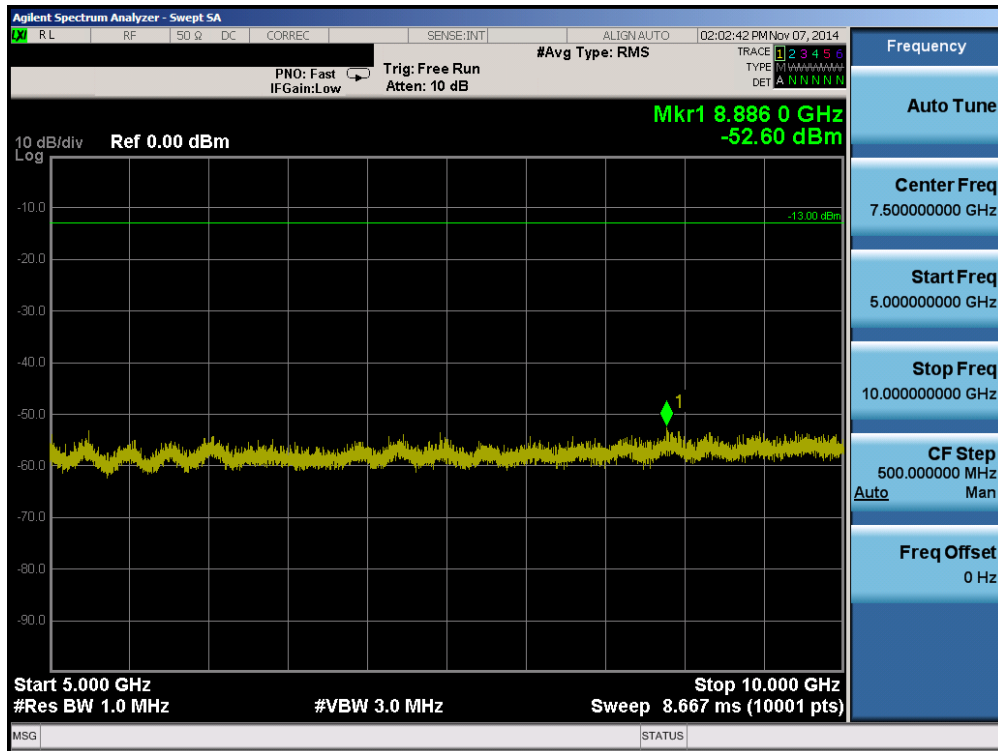 Agilent Spectrum Analyzer - Swept SA
LXI RL RF 50 Ω DC CORREC SENSE:INT ALIGN AUTO 02:02:42 PM Nov 07, 2014
#Avg Type: RMS TRACE 1 2 3 4 5 6
PNO: Fast Trig: Free Run TYPE M WWWWW
IFGain:Low Atten: 10 dB DET A N N N N N
Frequency
Mkr1 8.886 0 GHz
-52.60 dBm
10 dB/div Ref 0.00 dBm
Log
-10.0
-13.00 dBm
-20.0
-30.0
-40.0
1
-50.0
-60.0
-70.0
-80.0
-90.0
Start 5.000 GHz Stop 10.000 GHz
#Res BW 1.0 MHz #VBW 3.0 MHz Sweep 8.667 ms (10001 pts)
MSG STATUS
Auto Tune
Center Freq
7.500000000 GHz
Start Freq
5.000000000 GHz
Stop Freq
10.000000000 GHz
CF Step
500.000000 MHz
Auto Man
Freq Offset
0 Hz